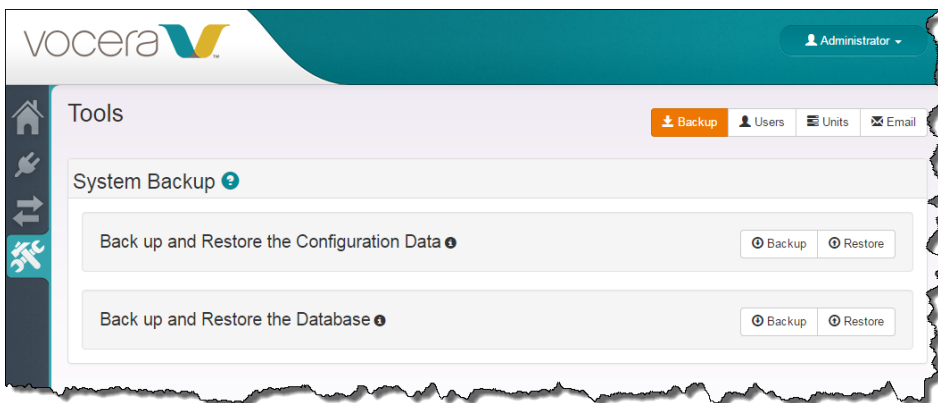 vocera
TM
Administrator
Tools
Backup
Users
Units
Email
System Backup
Back up and Restore the Configuration Data
Backup
Restore
Back up and Restore the Database
Backup
Restore